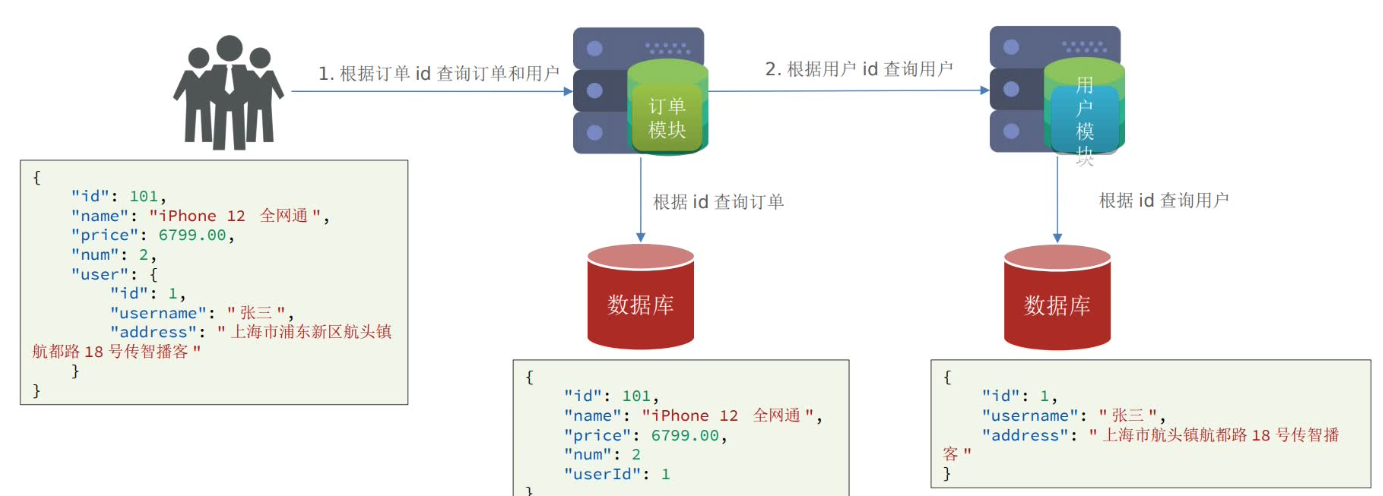 1. 根据订单 id 查询订单和用户
2. 根据用户 id 查询用户
订单
模块
用
户
模
块
根据 id 查询订单
根据 id 查询用户
数据库
数据库
{
"id": 101,
"name": "iPhone 12 全网通",
"price": 6799.00,
"num": 2,
"user": {
"id": 1,
"username": "张三",
"address": "上海市浦东新区航头镇
航都路 18 号传智播客"
}
}
{
"id": 101,
"name": "iPhone 12 全网通",
"price": 6799.00,
"num": 2
"userId": 1
}
{
"id": 1,
"username": "张三",
"address": "上海市航头镇航都路 18 号传智播
客"
}